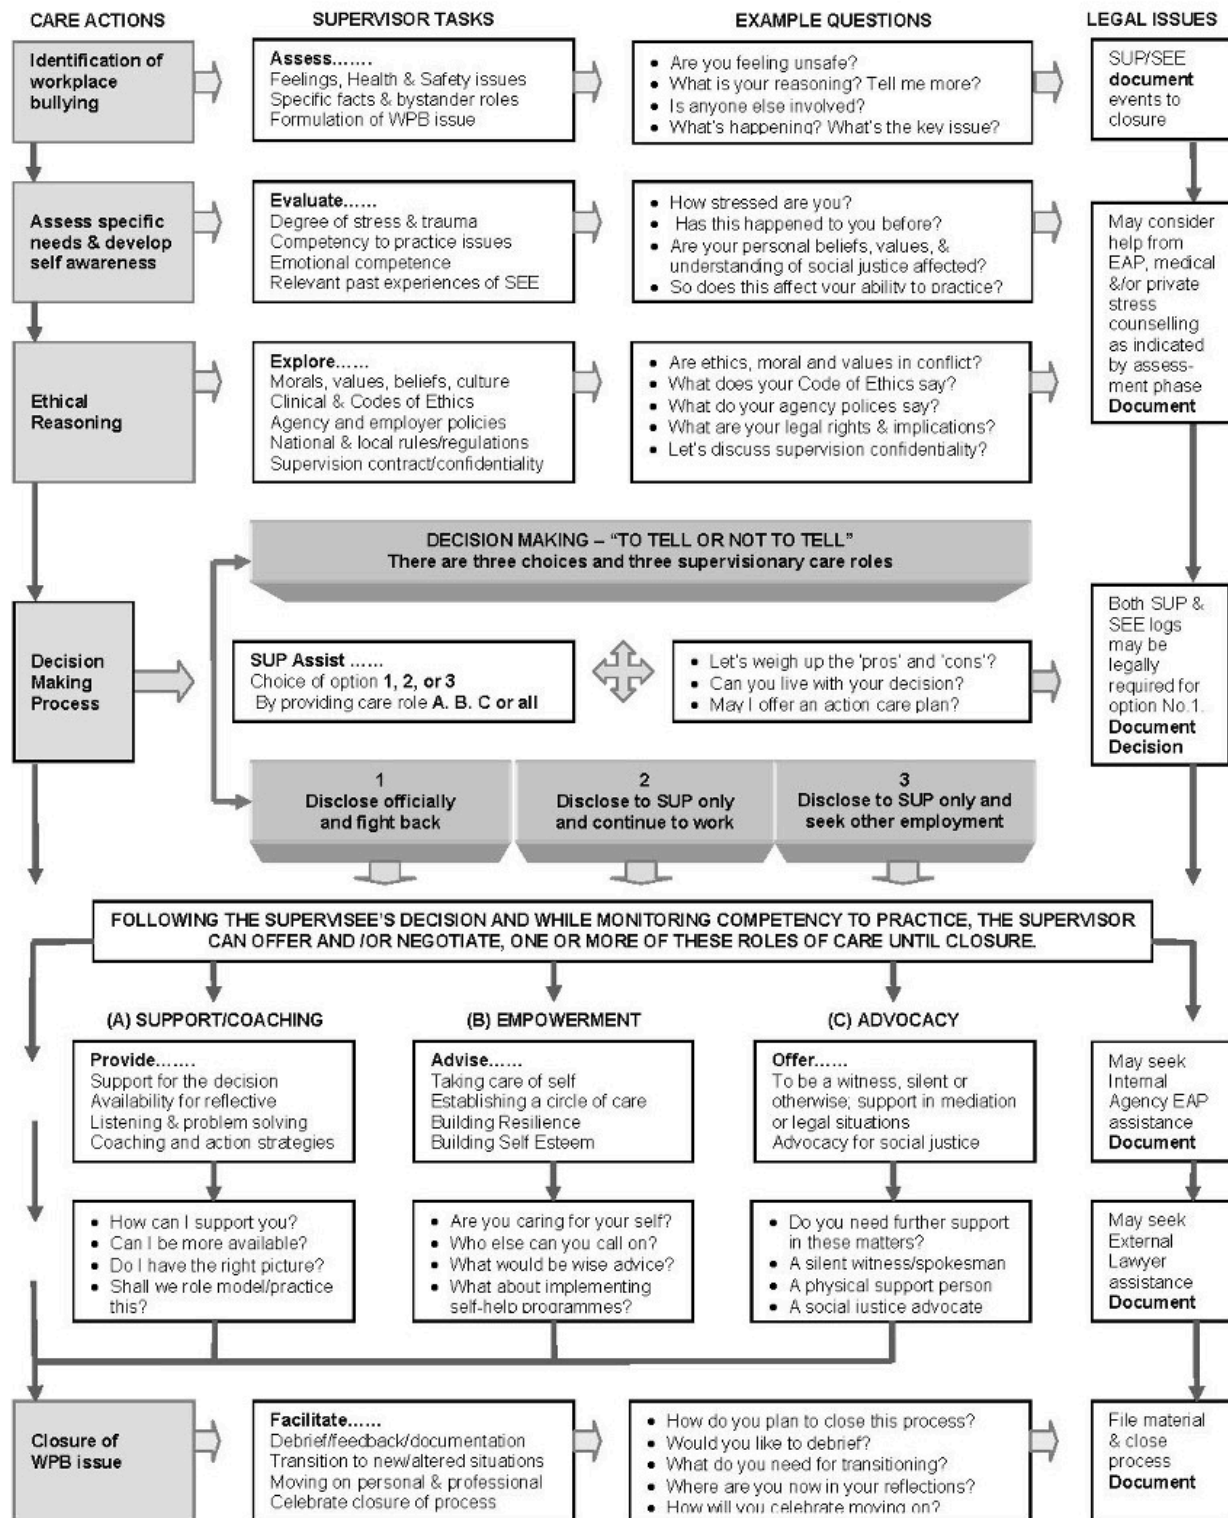 CARE ACTIONS
SUPERVISOR TASKS
EXAMPLE QUESTIONS
LEGAL ISSUES
Identification of
workplace
bullying
Assess.......
Feelings, Health & Safety issues
Specific facts & bystander roles
Formulation of WPB issue
• Are you feeling unsafe?
• What is your reasoning? Tell me more?
• Is anyone else involved?
• What's happening? What's the key issue?
SUP/SEE
document
events to
closure
Assess specific
needs & develop
self awareness
Evaluate......
Degree of stress & trauma
Competency to practice issues
Emotional competence
Relevant past experiences of SEE
• How stressed are you?
• Has this happened to you before?
• Are your personal beliefs, values, &
understanding of social justice affected?
• So does this affect your ability to practice?
May consider
help from
EAP, medical
&/or private
stress
counselling
as indicated
by assess-
ment phase
Document
Ethical
Reasoning
Explore......
Morals, values, beliefs, culture
Clinical & Codes of Ethics
Agency and employer policies
National & local rules/regulations
Supervision contract/confidentiality
• Are ethics, moral and values in conflict?
• What does your Code of Ethics say?
• What do your agency polices say?
• What are your legal rights & implications?
• Let's discuss supervision confidentiality?
DECISION MAKING – “TO TELL OR NOT TO TELL”
There are three choices and three supervisionary care roles
Decision
Making
Process
SUP Assist ......
Choice of option 1, 2, or 3
By providing care role A. B. C or all
• Let's weigh up the 'pros' and 'cons'?
• Can you live with your decision?
• May I offer an action care plan?
Both SUP &
SEE logs
may be
legally
required for
option No.1.
Document
Decision
1
Disclose officially
and fight back
2
Disclose to SUP only
and continue to work
3
Disclose to SUP only and
seek other employment
FOLLOWING THE SUPERVISEE'S DECISION AND WHILE MONITORING COMPETENCY TO PRACTICE, THE SUPERVISOR
CAN OFFER AND /OR NEGOTIATE, ONE OR MORE OF THESE ROLES OF CARE UNTIL CLOSURE.
(A) SUPPORT/COACHING
Provide.......
Support for the decision
Availability for reflective
Listening & problem solving
Coaching and action strategies
(B) EMPOWERMENT
Advise......
Taking care of self
Establishing a circle of care
Building Resilience
Building Self Esteem
(C) ADVOCACY
Offer......
To be a witness, silent or
otherwise; support in mediation
or legal situations
Advocacy for social justice
May seek
Internal
Agency EAP
assistance
Document
• How can I support you?
• Can I be more available?
• Do I have the right picture?
• Shall we role model/practice
this?
• Are you caring for your self?
• Who else can you call on?
• What would be wise advice?
• What about implementing
self-help programmes?
• Do you need further support
in these matters?
• A silent witness/spokesman
• A physical support person
• A social justice advocate
May seek
External
Lawyer
assistance
Document
Closure of
WPB issue
Facilitate......
Debrief/feedback/documentation
Transition to new/altered situations
Moving on personal & professional
Celebrate closure of process
• How do you plan to close this process?
• Would you like to debrief?
• What do you need for transitioning?
• Where are you now in your reflections?
• How will you celebrate moving on?
File material
& close
process
Document